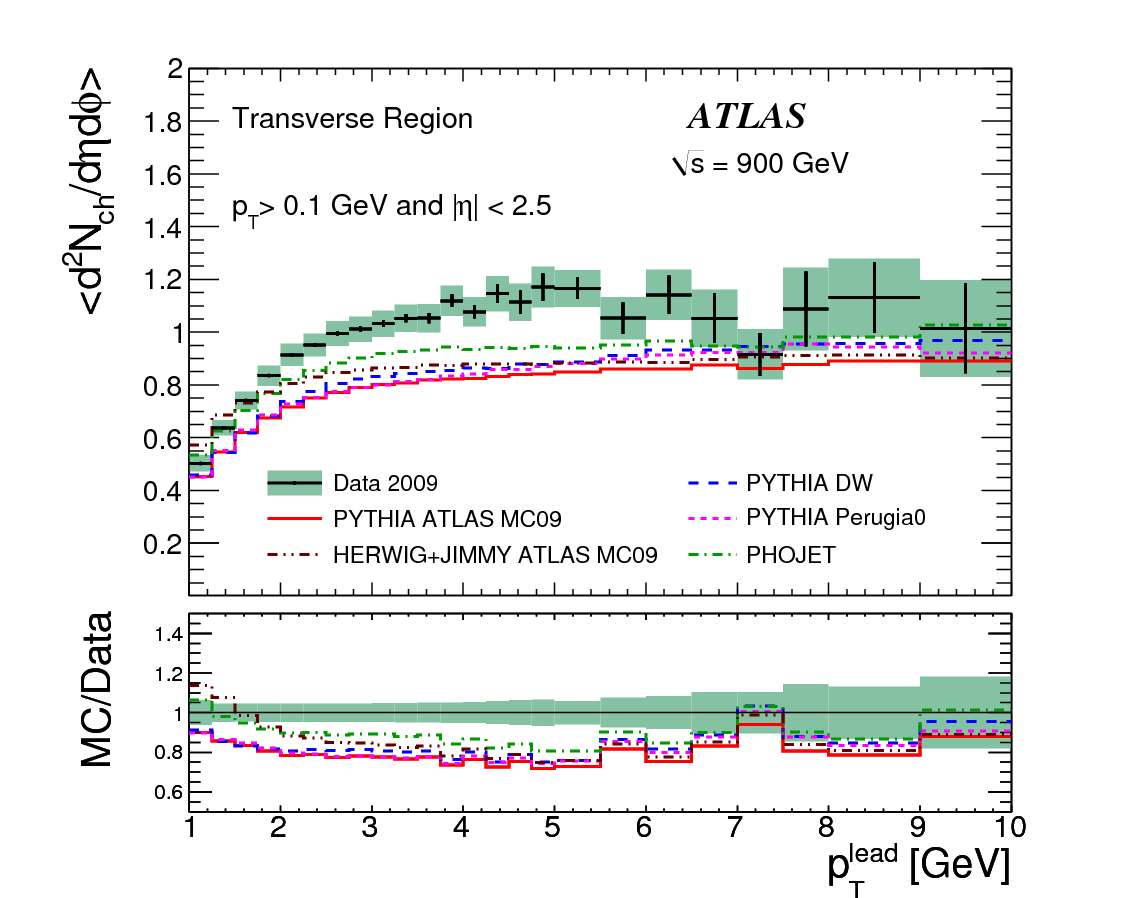 <d²N_ch/dηdϕ>
2
1.8
1.6
1.4
1.2
1
0.8
0.6
0.4
0.2
Transverse Region
ATLAS
√s = 900 GeV
p_T> 0.1 GeV and |η| < 2.5
Data 2009
PYTHIA ATLAS MC09
HERWIG+JIMMY ATLAS MC09
PYTHIA DW
PYTHIA Perugia0
PHOJET
MC/Data
1.4
1.2
1
0.8
0.6
1 2 3 4 5 6 7 8 9 10
p_T^lead [GeV]